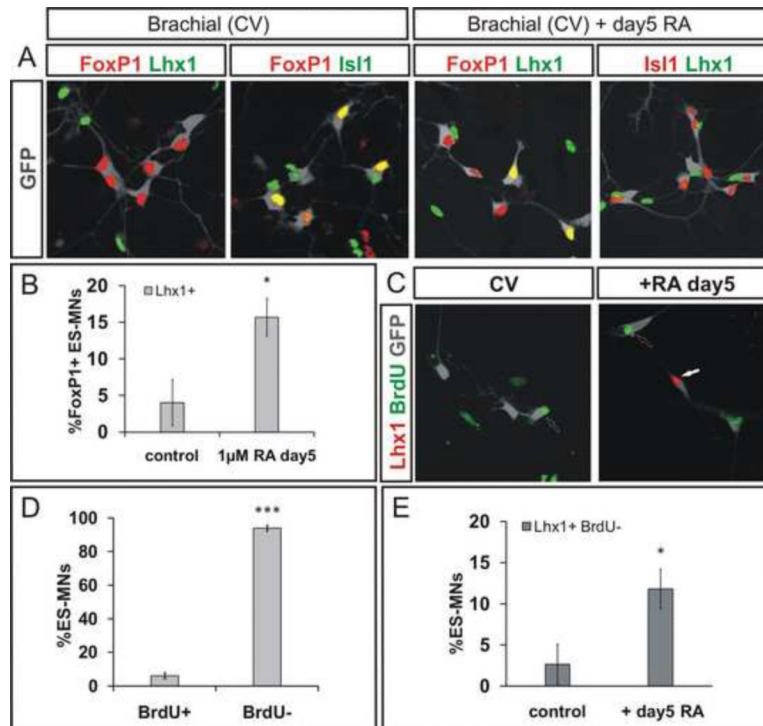 Brachial (CV)
Brachial (CV) + day5 RA
A
FoxP1 Lhx1
FoxP1 Isl1
FoxP1 Lhx1
Isl1 Lhx1
GFP
B
20
15
10
5
0
%FoxP1+ ES-MNs
Lhx1+
*
control
1µM RA day5
C
CV
+RA day5
Lhx1 BrdU GFP
D
100
80
60
40
20
0
%ES-MNs
***
BrdU+
BrdU-
E
20
15
10
5
0
%ES-MNs
Lhx1+ BrdU-
*
control
+ day5 RA